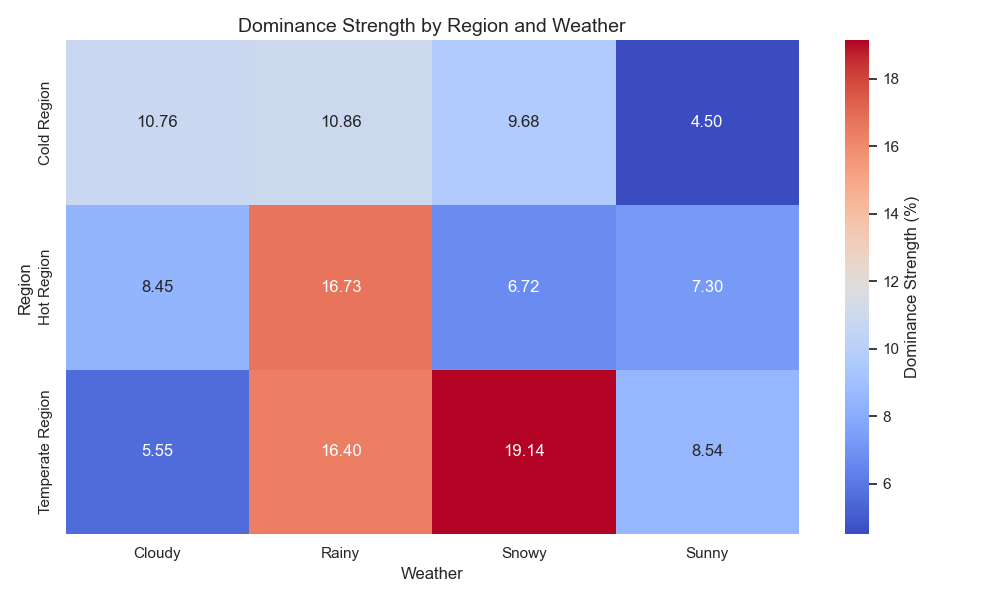 Dominance Strength by Region and Weather
Region
Cold Region
10.76 10.86 9.68 4.50
Hot Region
8.45 16.73 6.72 7.30
Temperate Region
5.55 16.40 19.14 8.54
Cloudy Rainy Snowy Sunny
Weather
18
16
14
12
10
8
6
Dominance Strength (%)